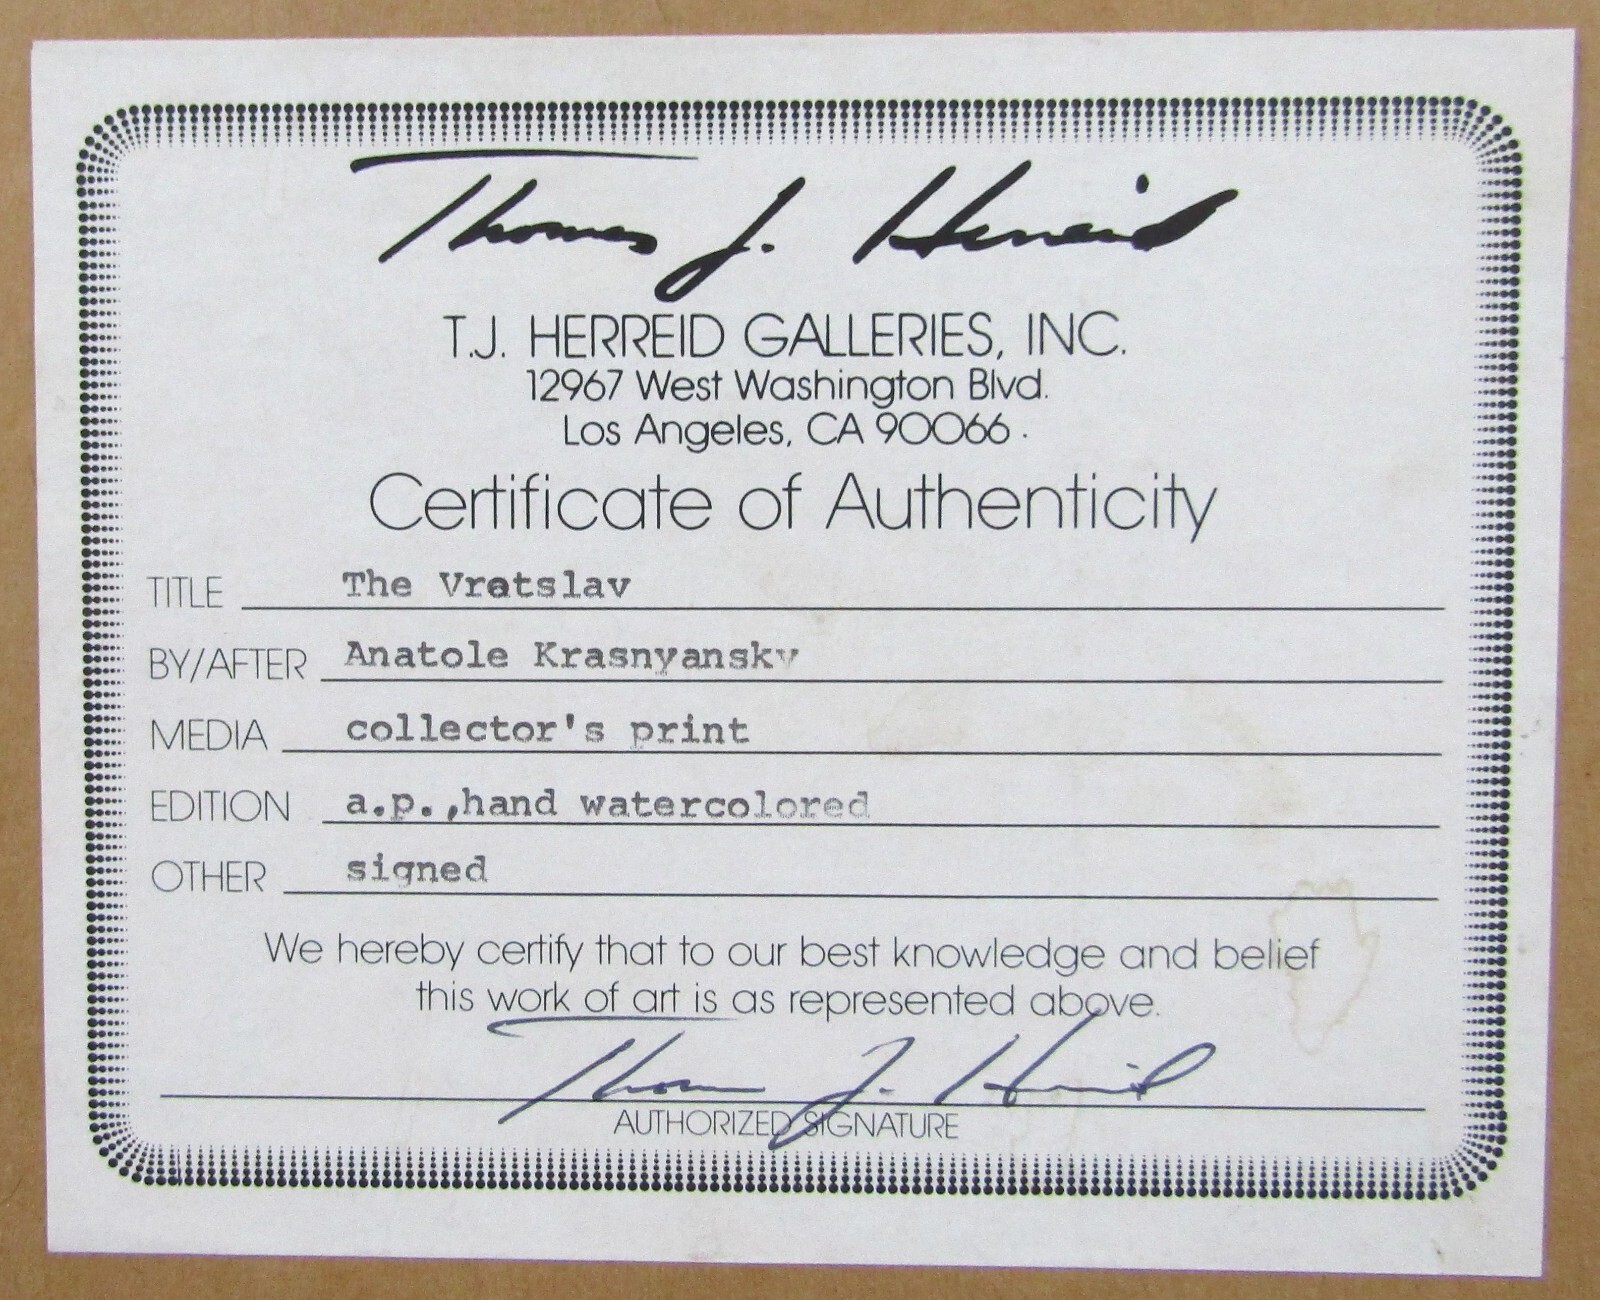 Thomas J. Herreid
T.J. HERREID GALLERIES, INC.
12967 West Washington Blvd.
Los Angeles, CA 90066.
Certificate of Authenticity
TITLE The Vratslav
BY/AFTER Anatole Krasnyansky
MEDIA collector's print
EDITION a.p.,hand watercolored
OTHER signed
We hereby certify that to our best knowledge and belief
this work of art is as represented above.
Thomas J. Herreid
AUTHORIZED SIGNATURE